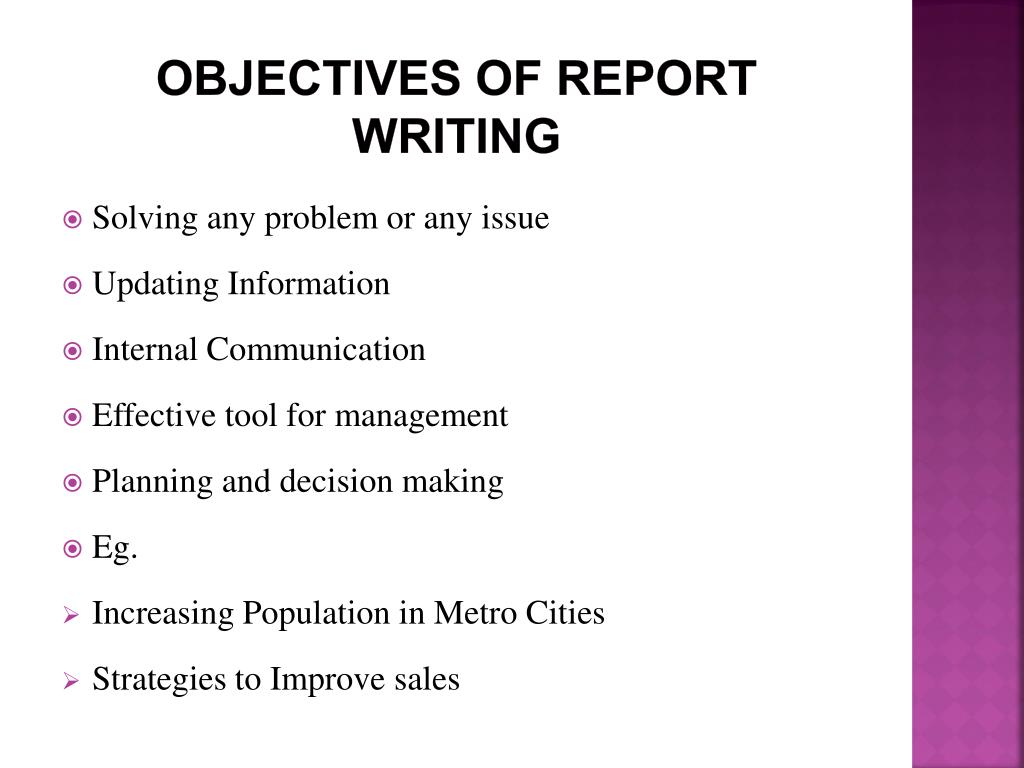 OBJECTIVES OF REPORT
WRITING
Solving any problem or any issue
Updating Information
Internal Communication
Effective tool for management
Planning and decision making
Eg.
Increasing Population in Metro Cities
Strategies to Improve sales